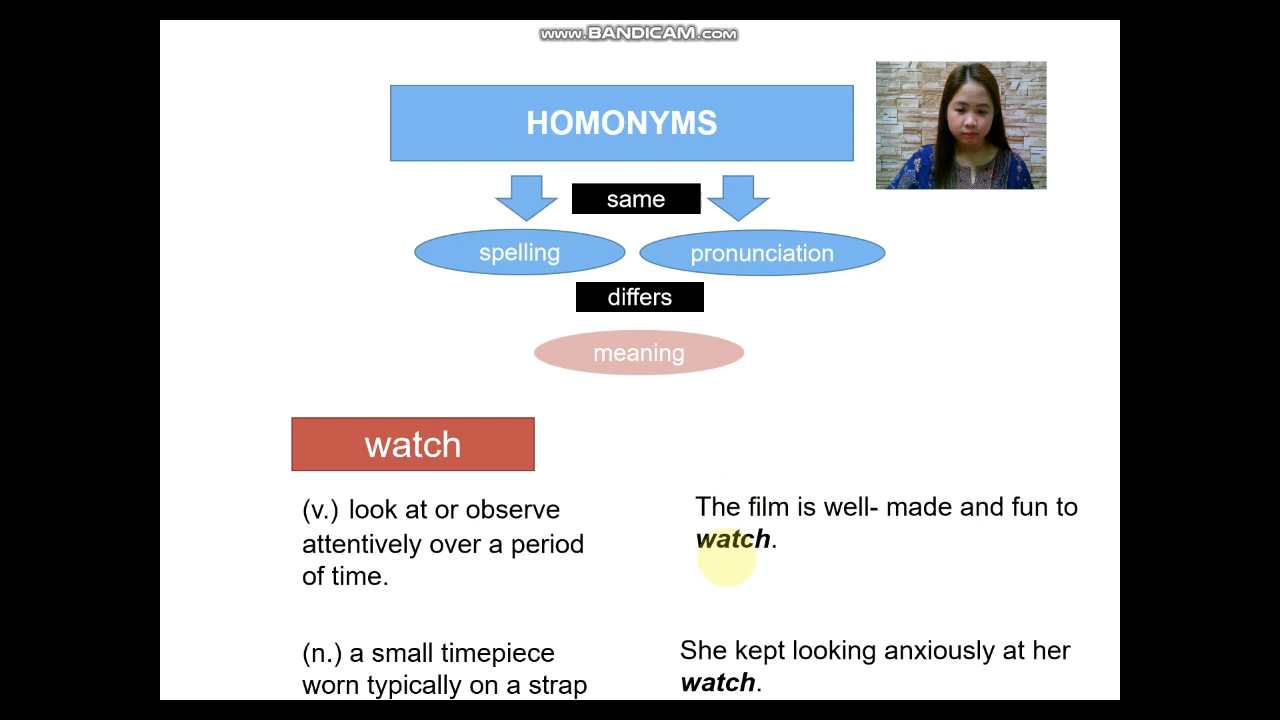 www.BANDICAM.com
HOMONYMS
same
spelling
pronunciation
differs
meaning
watch
(v.) look at or observe
attentively over a period
of time.
The film is well- made and fun to
watch.
(n.) a small timepiece
worn typically on a strap
She kept looking anxiously at her
watch.